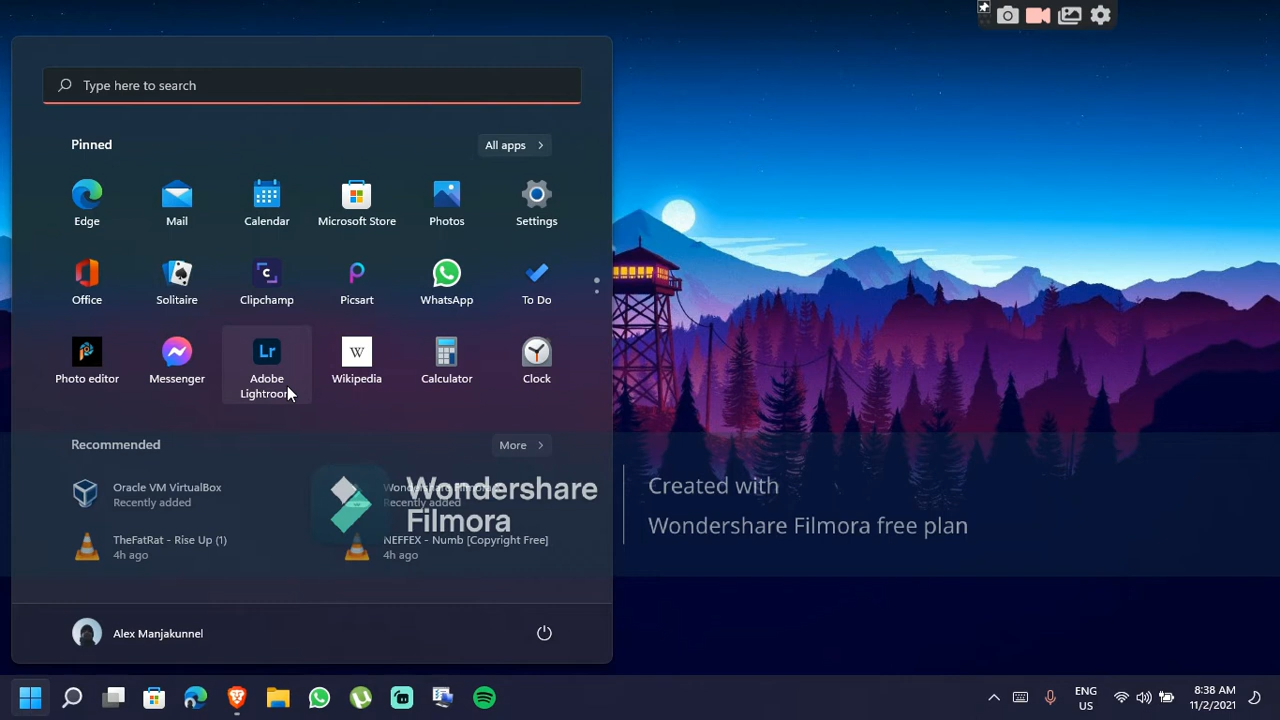 Type here to search
Pinned
All apps
Edge
Mail
Calendar
Microsoft Store
Photos
Settings
Office
Solitaire
Clipchamp
Picsart
WhatsApp
To Do
Photo editor
Messenger
Lr
Adobe
Lightroom
W
Wikipedia
Calculator
Clock
Recommended
More
Oracle VM VirtualBox
Recently added
Wondershare
Filmora
Recently added
Created with
Wondershare Filmora free plan
TheFatRat - Rise Up (1)
4h ago
NEFFEX - Numb [Copyright Free]
4h ago
Alex Manjakunnel
ENG
US
8:38 AM
11/2/2021